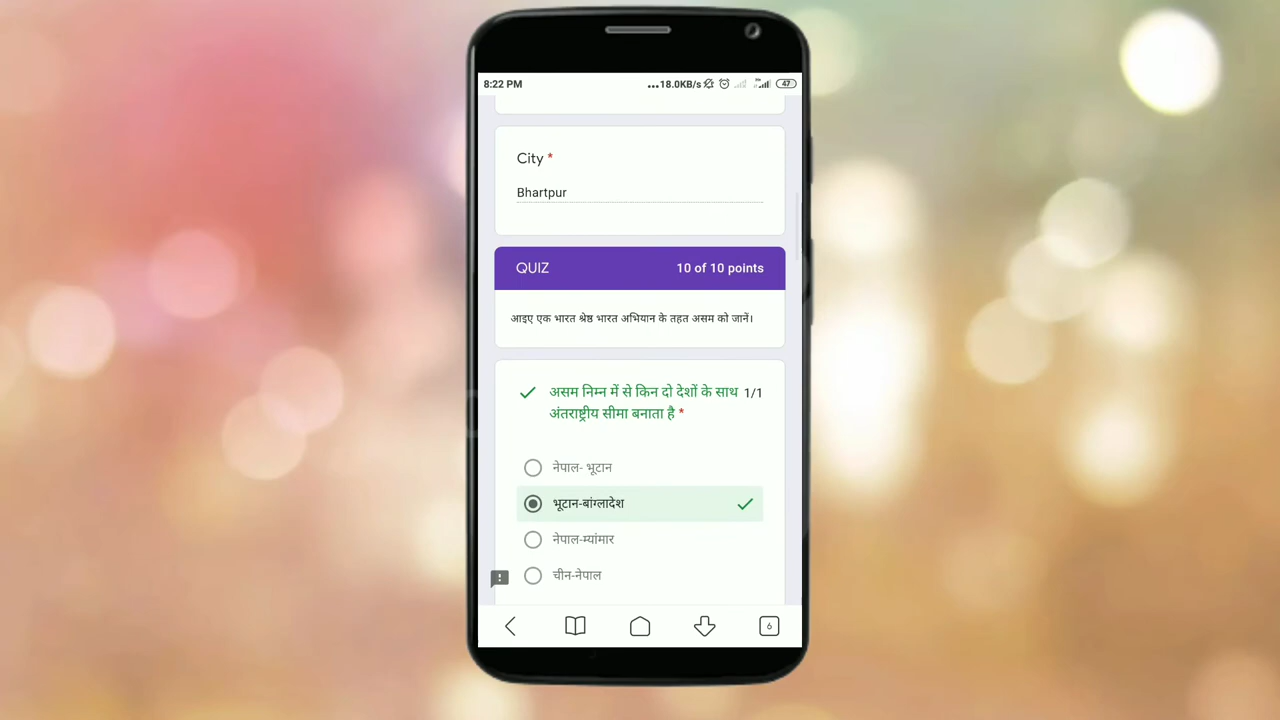 8:22 PM
...18.0KB/s
47
City *
Bhartpur
QUIZ
10 of 10 points
आइए एक भारत श्रेष्ठ भारत अभियान के तहत असम को जानें।
असम निम्न में से किन दो देशों के साथ 1/1
अंतराष्ट्रीय सीमा बनाता है *
नेपाल- भूटान
भूटान-बांग्लादेश
नेपाल-म्यांमार
चीन-नेपाल
6